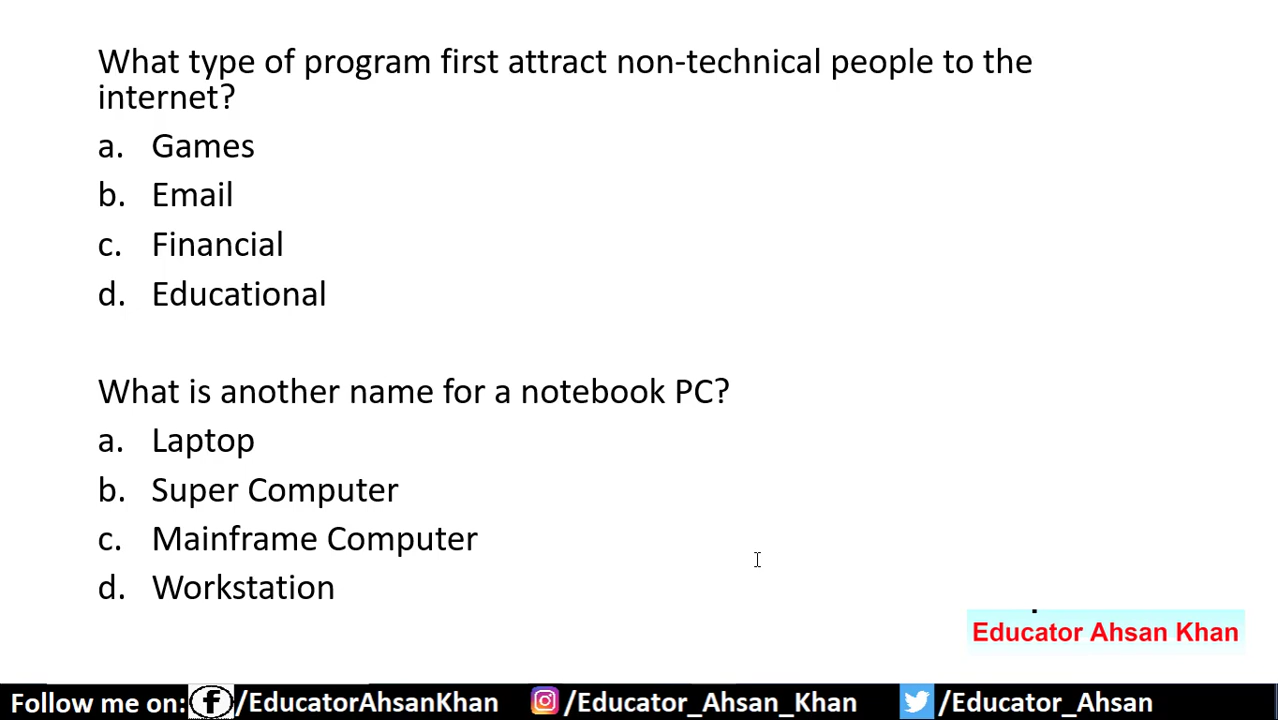 What type of program first attract non-technical people to the
internet?
a. Games
b. Email
c. Financial
d. Educational
What is another name for a notebook PC?
a. Laptop
b. Super Computer
c. Mainframe Computer
d. Workstation
Educator Ahsan Khan
Follow me on: /EducatorAhsanKhan /Educator_Ahsan_Khan /Educator_Ahsan